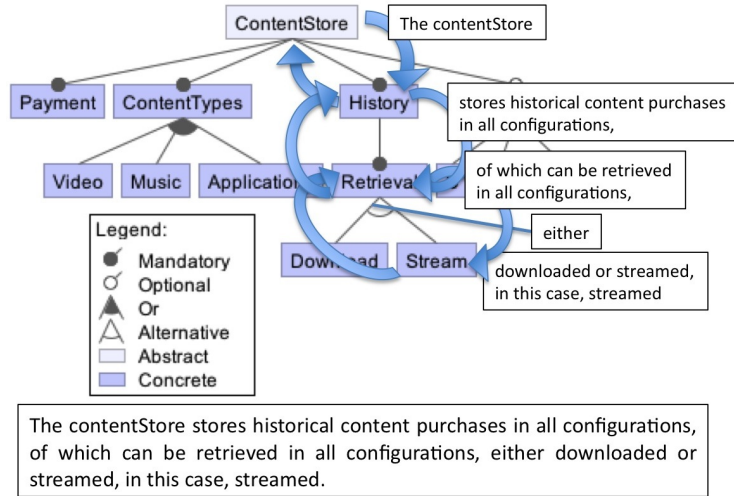 ContentStore
The contentStore
Payment
ContentTypes
History
stores historical content purchases
in all configurations,
Video
Music
Application
Retrieval
of which can be retrieved
in all configurations,
either
Download
Stream
downloaded or streamed,
in this case, streamed
Legend:
Mandatory
Optional
Or
Alternative
Abstract
Concrete
The contentStore stores historical content purchases in all configurations,
of which can be retrieved in all configurations, either downloaded or
streamed, in this case, streamed.